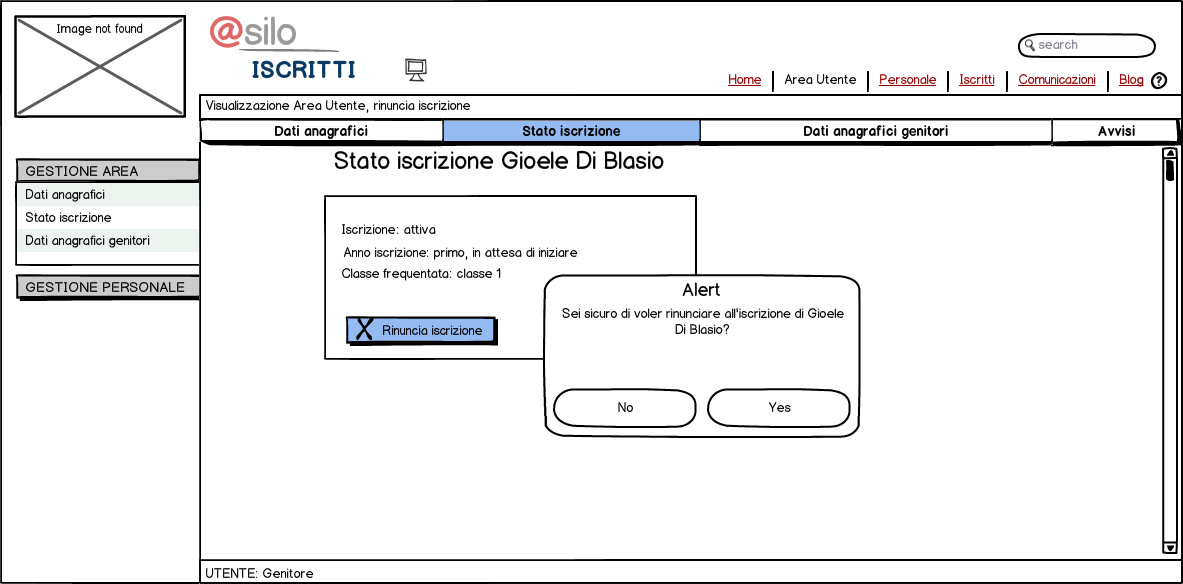 Image not found
@silo
ISCRITTI
search
Home
Area Utente
Personale
Iscritti
Comunicazioni
Blog
?
Visualizzazione Area Utente, rinuncia iscrizione
Dati anagrafici
Stato iscrizione
Dati anagrafici genitori
Avvisi
GESTIONE AREA
Dati anagrafici
Stato iscrizione
Dati anagrafici genitori
GESTIONE PERSONALE
Stato iscrizione Gioele Di Blasio
Iscrizione: attiva
Anno iscrizione: primo, in attesa di iniziare
Classe frequentata: classe 1
Rinuncia iscrizione
Alert
Sei sicuro di voler rinunciare all'iscrizione di Gioele
Di Blasio?
No
Yes
UTENTE: Genitore